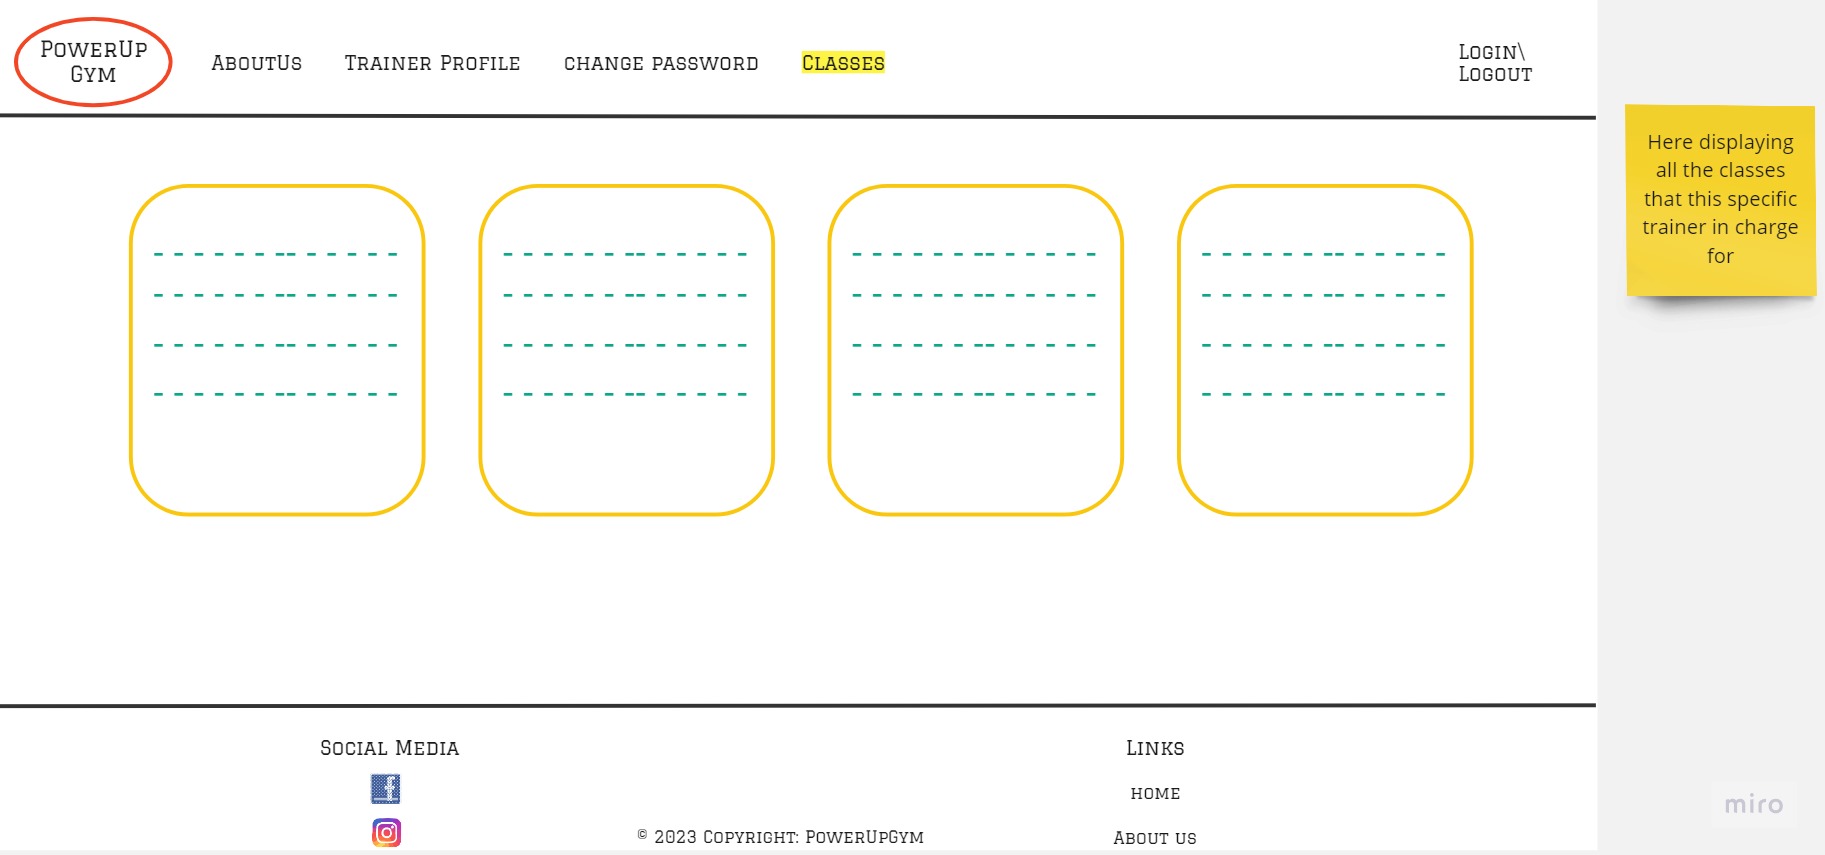 PowerUp
Gym
AboutUs
Trainer Profile
change password
Classes
Login\
Logout
Here displaying
all the classes
that this specific
trainer in charge
for
Social Media
Links
home
© 2023 Copyright: PowerUpGym
About us
miro